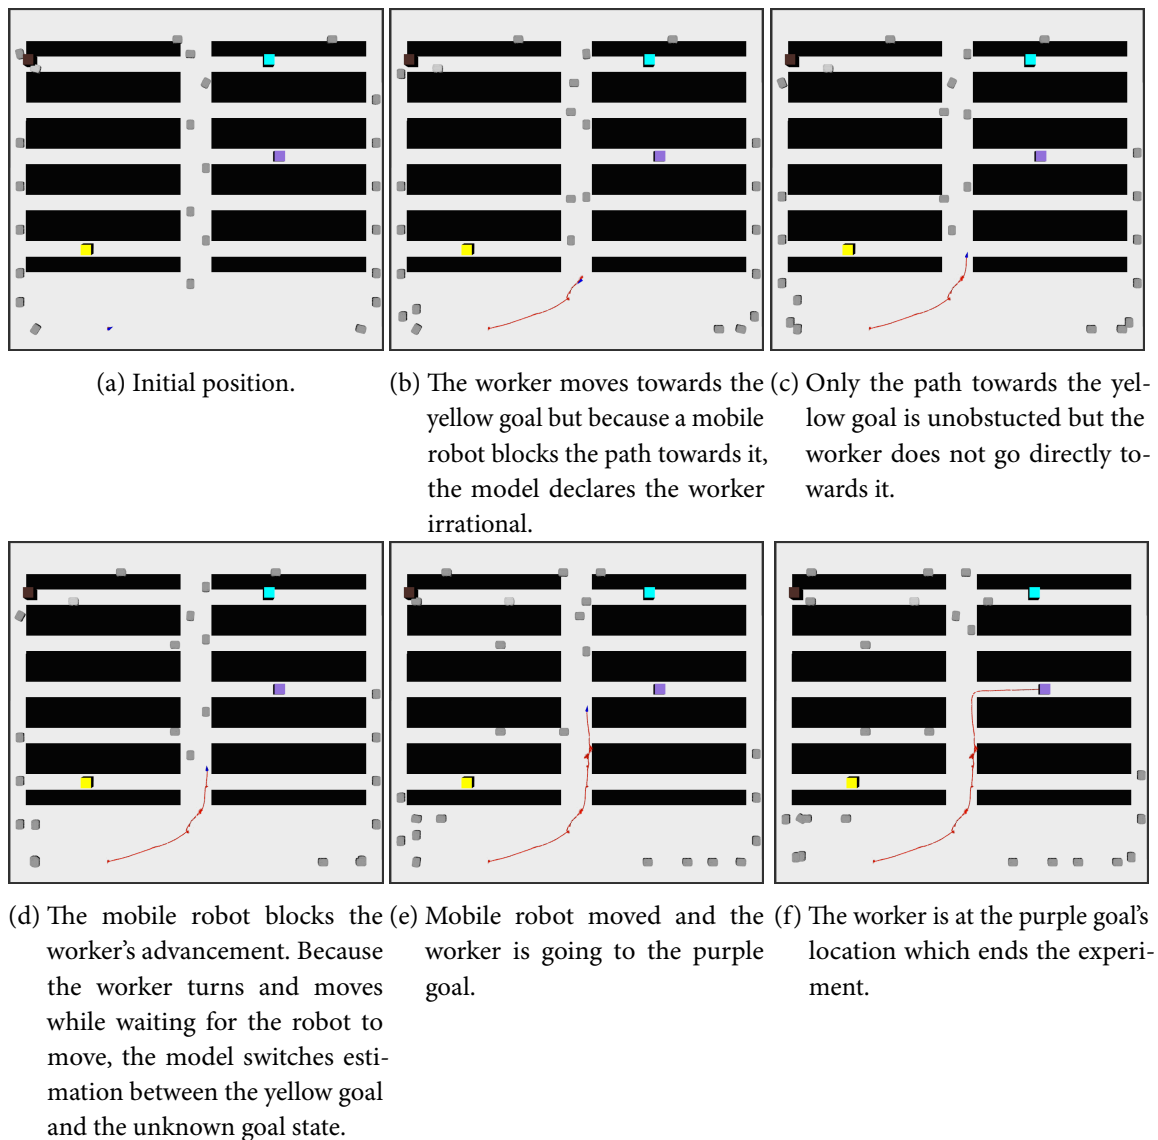 (a) Initial position.
(b) The worker moves towards the
yellow goal but because a mobile
robot blocks the path towards it,
the model declares the worker
irrational.
(c) Only the path towards the yel-
low goal is unobstucted but the
worker does not go directly to-
wards it.
(d) The mobile robot blocks the
worker's advancement. Because
the worker turns and moves
while waiting for the robot to
move, the model switches esti-
mation between the yellow goal
and the unknown goal state.
(e) Mobile robot moved and the
worker is going to the purple
goal.
(f) The worker is at the purple goal's
location which ends the experi-
ment.